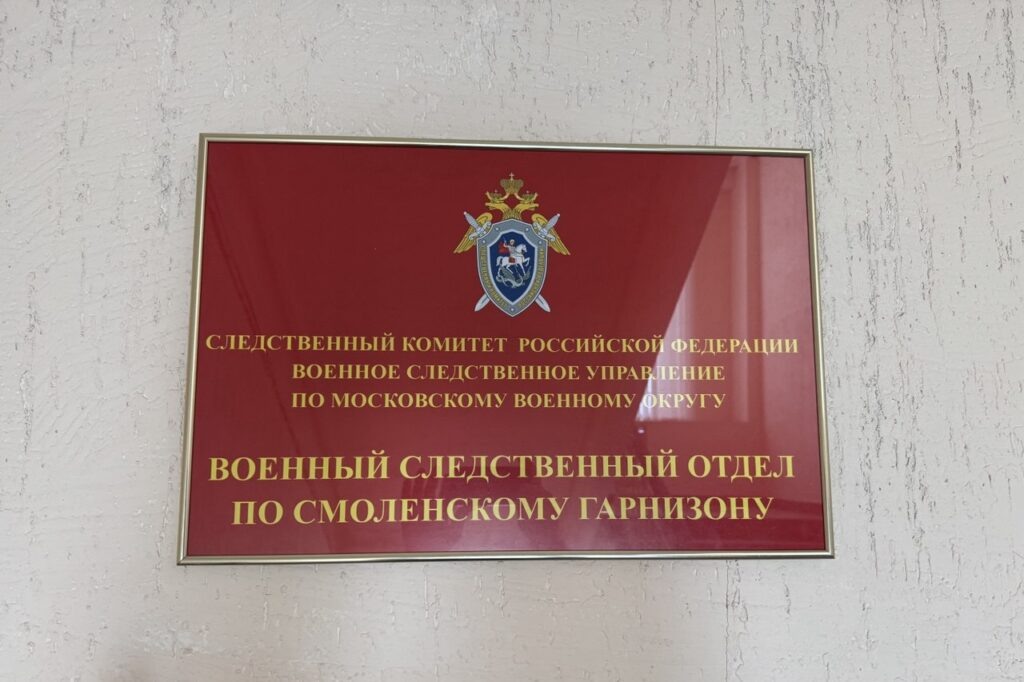 СЛЕДСТВЕННЫЙ КОМИТЕТ РОССИЙСКОЙ ФЕДЕРАЦИИ
ВОЕННОЕ СЛЕДСТВЕННОЕ УПРАВЛЕНИЕ
ПО МОСКОВСКОМУ ВОЕННОМУ ОКРУГУ
ВОЕННЫЙ СЛЕДСТВЕННЫЙ ОТДЕЛ
ПО СМОЛЕНСКОМУ ГАРНИЗОНУ